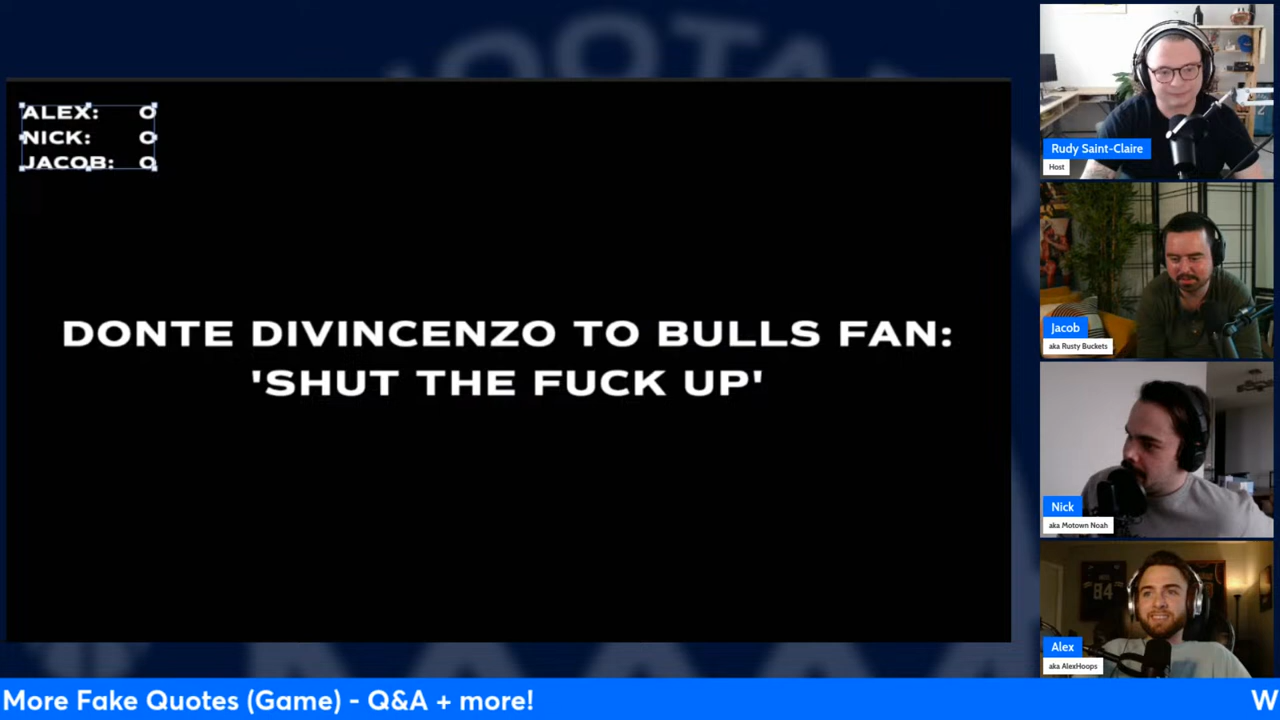 ALEX: 0
NICK: 0
JACOB: 0
DONTE DIVINCENZO TO BULLS FAN:
'SHUT THE FUCK UP'
Rudy Saint-Claire
Host
Jacob
aka Rusty Buckets
Nick
aka Motown Noah
84
Alex
aka AlexHoops
More Fake Quotes (Game) - Q&A + more!
W